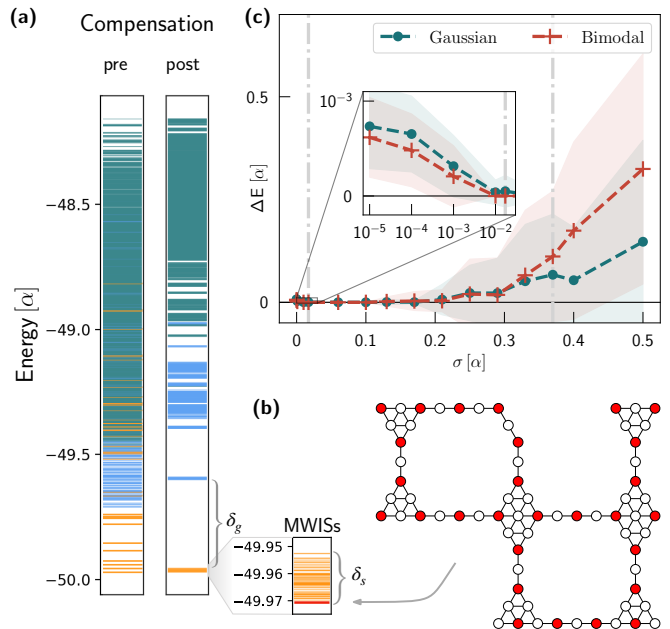 (a)
Compensation
pre
post
Energy [α]
−48.5
−49.0
−49.5
−50.0
δg
MWISs
−49.95
−49.96
−49.97
δs
(c)
Gaussian
Bimodal
ΔE [α]
0.5
0
10⁻³
0
10⁻⁵
10⁻⁴
10⁻³
10⁻²
0
0.1
0.2
0.3
0.4
0.5
σ [α]
(b)